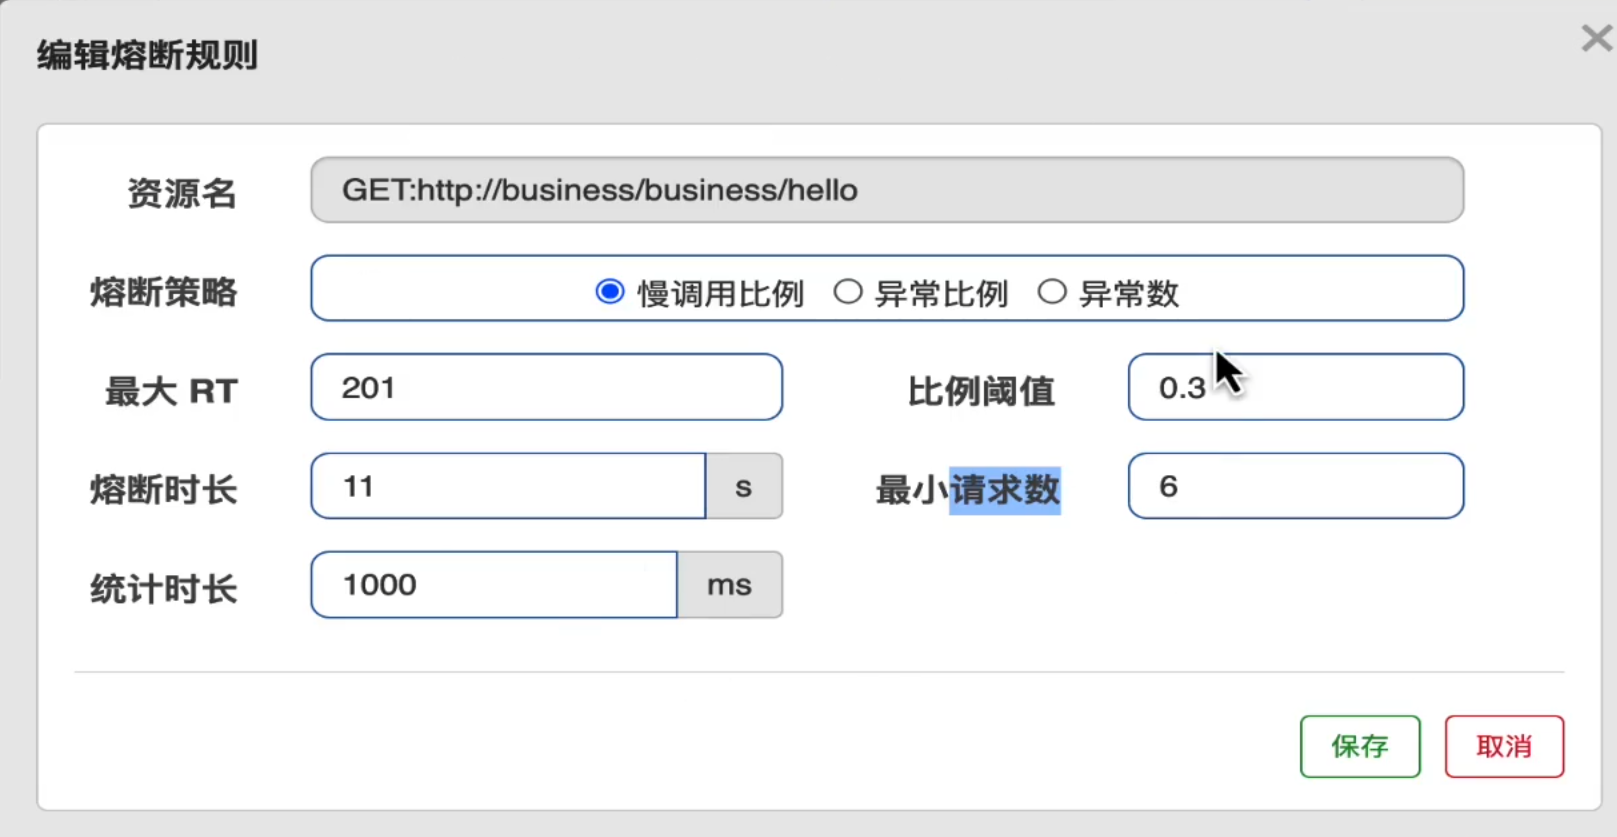 编辑熔断规则
资源名 GET:http://business/business/hello
熔断策略 慢调用比例 异常比例 异常数
最大 RT 201 比例阈值 0.3
熔断时长 11 s 最小请求数 6
统计时长 1000 ms
保存 取消